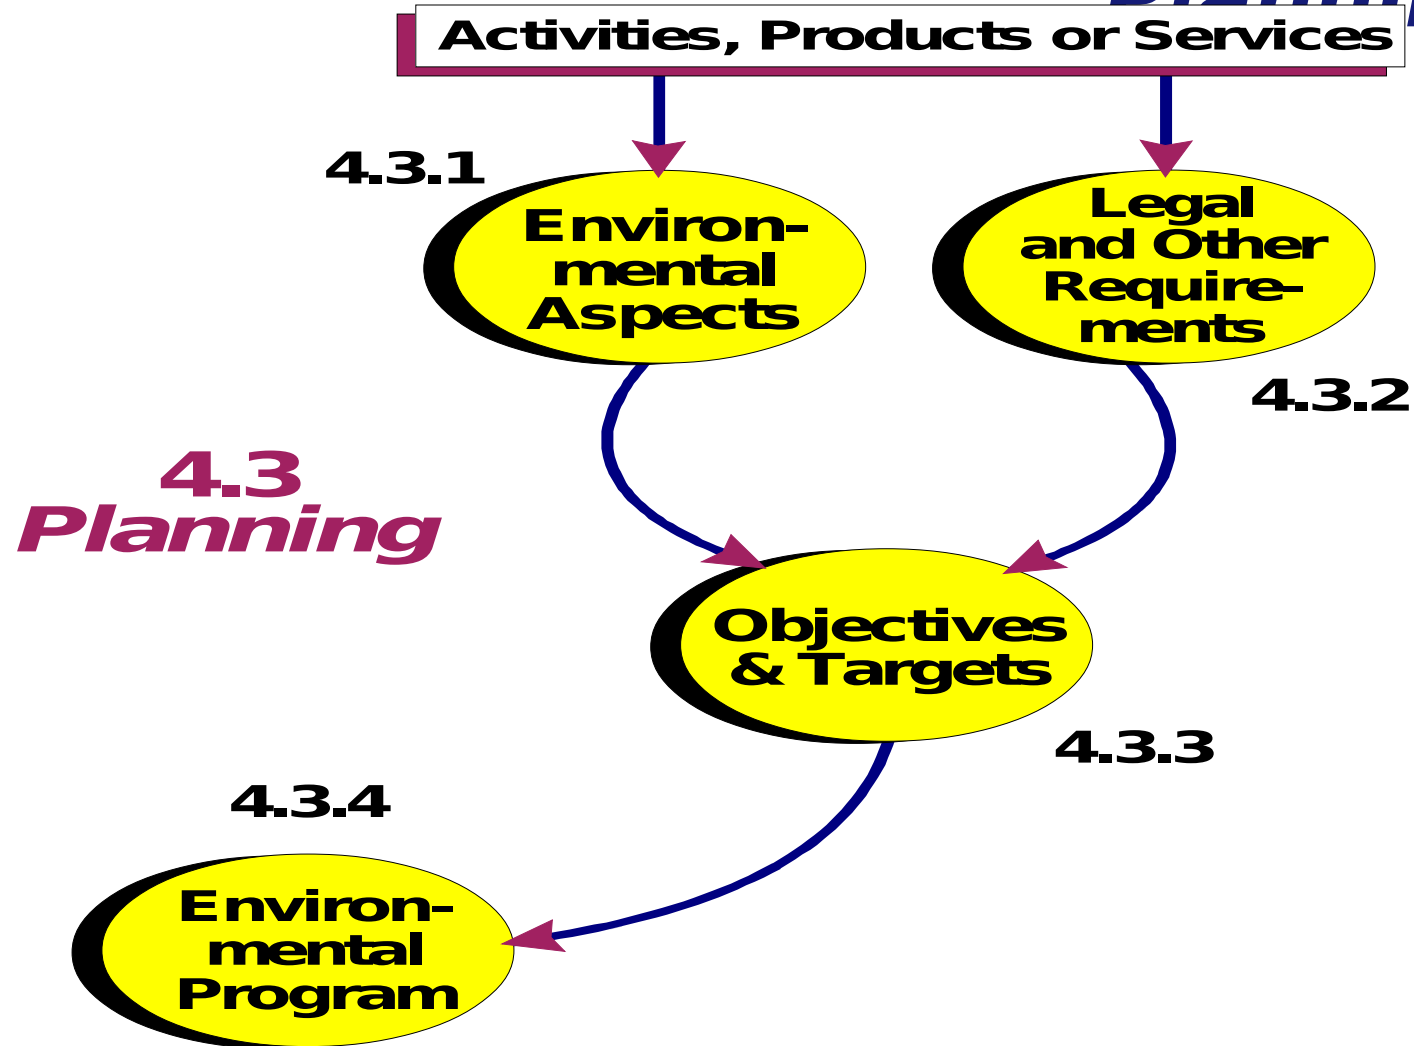 Activities, Products or Services
4.3.1
Environ-
mental
Aspects
Legal
and Other
Require-
ments
4.3.2
4.3
Planning
Objectives
& Targets
4.3.3
4.3.4
Environ-
mental
Program